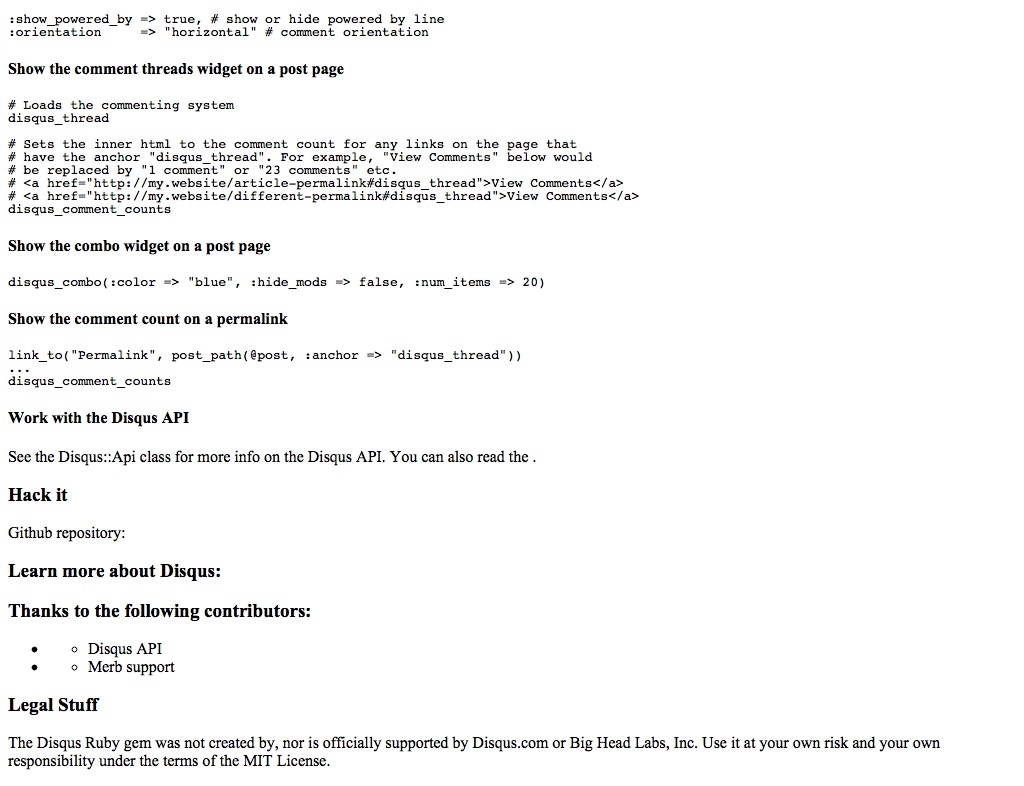 :show_powered_by => true, # show or hide powered by line
:orientation     => "horizontal" # comment orientation
Show the comment threads widget on a post page
# Loads the commenting system
disqus_thread
# Sets the inner html to the comment count for any links on the page that
# have the anchor "disqus_thread". For example, "View Comments" below would
# be replaced by "1 comment" or "23 comments" etc.
# <a href="http://my.website/article-permalink#disqus_thread">View Comments</a>
# <a href="http://my.website/different-permalink#disqus_thread">View Comments</a>
disqus_comment_counts
Show the combo widget on a post page
disqus_combo(:color => "blue", :hide_mods => false, :num_items => 20)
Show the comment count on a permalink
link_to("Permalink", post_path(@post, :anchor => "disqus_thread"))
...
disqus_comment_counts
Work with the Disqus API
See the Disqus::Api class for more info on the Disqus API. You can also read the .
Hack it
Github repository:
Learn more about Disqus:
Thanks to the following contributors:
Disqus API
Merb support
Legal Stuff
The Disqus Ruby gem was not created by, nor is officially supported by Disqus.com or Big Head Labs, Inc. Use it at your own risk and your own
responsibility under the terms of the MIT License.